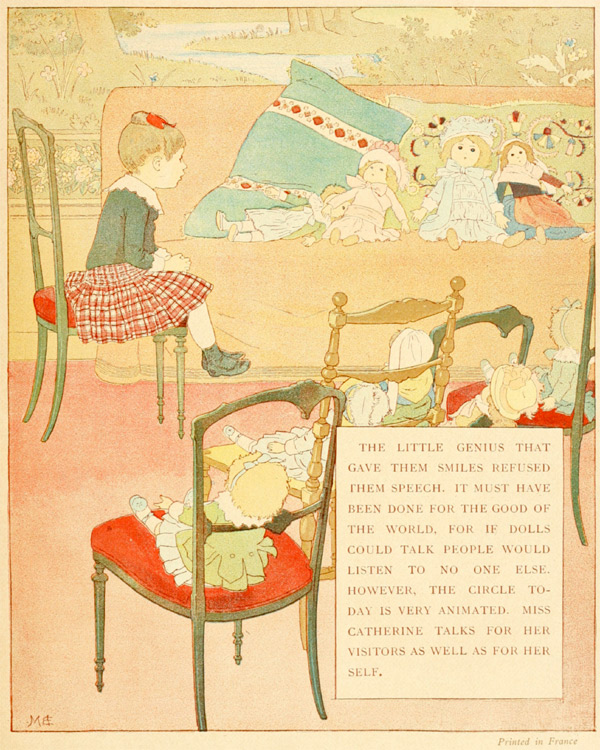 THE LITTLE GENIUS THAT
GAVE THEM SMILES REFUSED
THEM SPEECH. IT MUST HAVE
BEEN DONE FOR THE GOOD OF
THE WORLD, FOR IF DOLLS
COULD TALK PEOPLE WOULD
LISTEN TO NO ONE ELSE.
HOWEVER, THE CIRCLE TO-
DAY IS VERY ANIMATED. MISS
CATHERINE TALKS FOR HER
VISITORS AS WELL AS FOR HER
SELF.
Printed in France